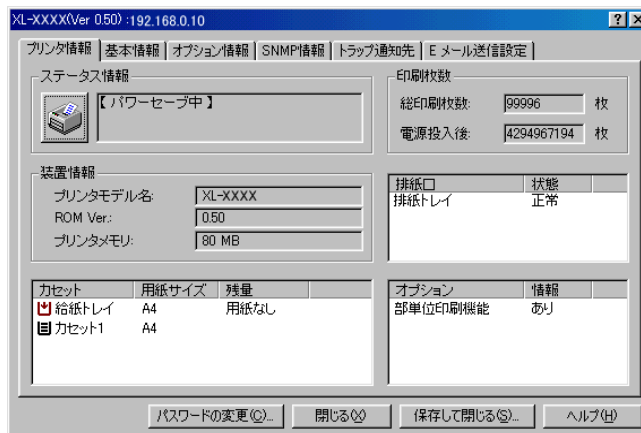 XL-XXXX(Ver 0.50) :192.168.0.10
プリンタ情報 基本情報 オプション情報 SNMP情報 トラップ通知先 E メール送信設定
ステータス情報
【 パワーセーブ中 】
印刷枚数
総印刷枚数: 99996 枚
電源投入後: 4294967194 枚
装置情報
プリンタモデル名: XL-XXXX
ROM Ver.: 0.50
プリンタメモリ: 80 MB
排紙口 状態
排紙トレイ 正常
カセット 用紙サイズ 残量
給紙トレイ A4 用紙なし
カセット1 A4
オプション 情報
部単位印刷機能 あり
パスワードの変更(C)... 閉じる(X) 保存して閉じる(S)... ヘルプ(H)